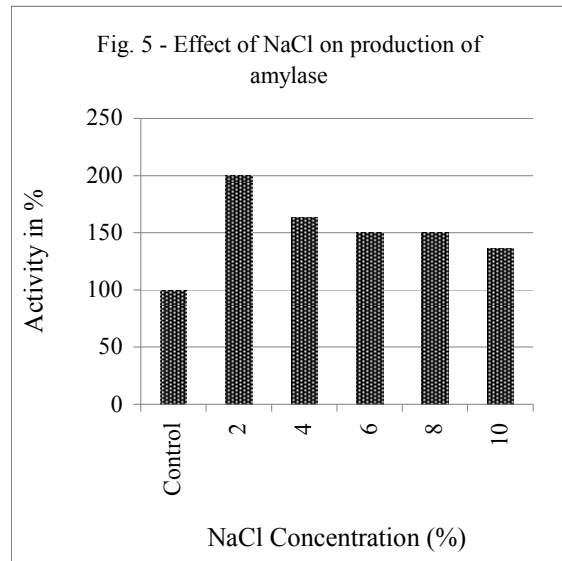 Fig. 5 - Effect of NaCl on production of
amylase
250
200
150
100
50
0
Activity in %
Control
2
4
6
8
10
NaCl Concentration (%)